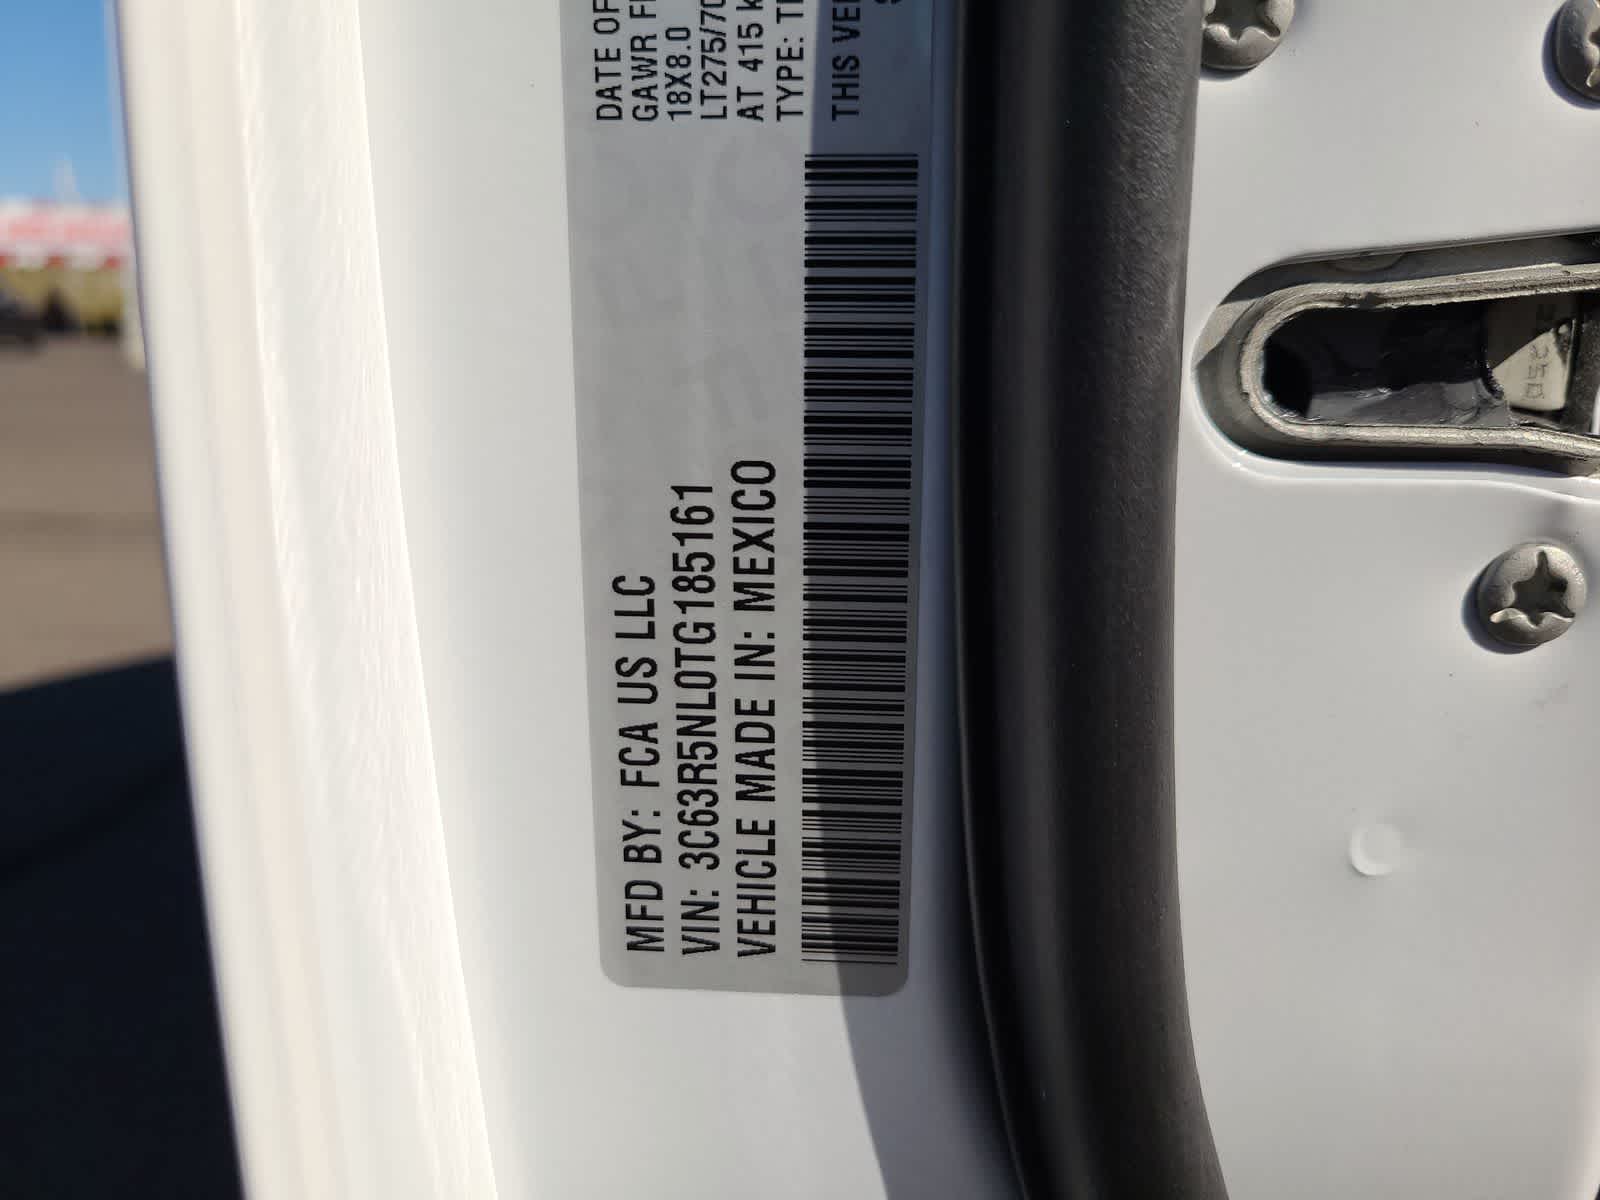 MFD BY: FCA US LLC
VIN: 3C63R5NL0TG185161
VEHICLE MADE IN: MEXICO
DATE OF
GAWR
18X8.0
LT275/70
AT 415
TYPE:
THIS